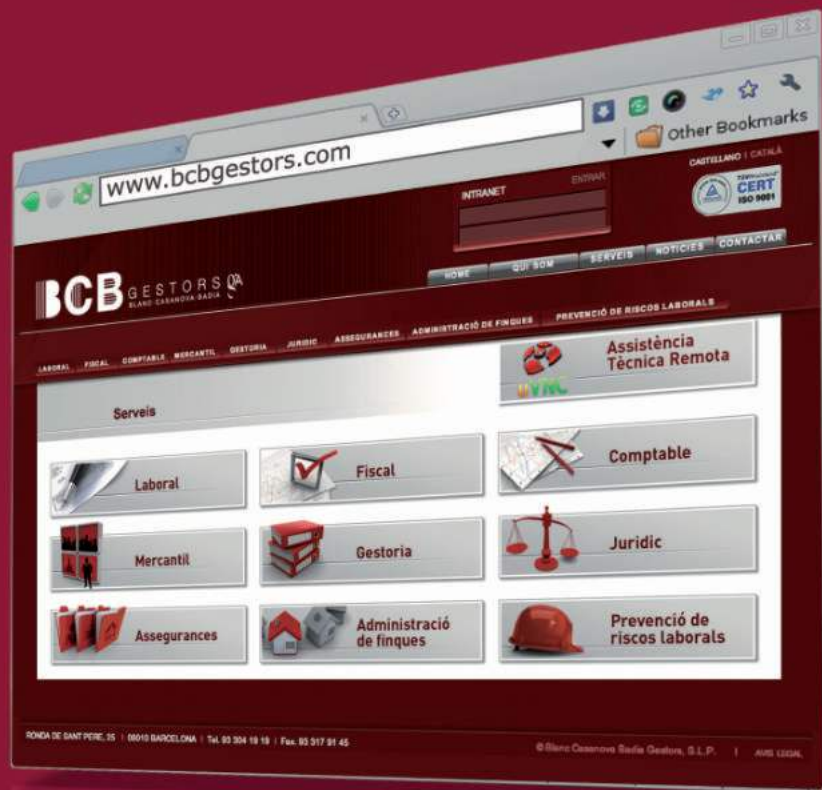 www.bcbgestors.com
Other Bookmarks
CASTELLANO | CATALÀ
INTRANET
ENTRAR
CERT
ISO 9001
HOME
QUI SOM
SERVEIS
NOTICIES
CONTACTAR
BCB GESTORS
BLANC·CASANOVA·BADIA
LABORAL
FISCAL
COMPTABLE
MERCANTIL
GESTORIA
JURIDIC
ASSEGURANCES
ADMINISTRACIÓ DE FINQUES
PREVENCIÓ DE RISCOS LABORALS
Serveis
uVNC
Assistència
Tècnica Remota
Laboral
Fiscal
Comptable
Mercantil
Gestoria
Juridic
Assegurances
Administració
de finques
Prevenció de
riscos laborals
RONDA DE SANT PERE, 25 | 08010 BARCELONA | Tel. 93 304 19 19 | Fax. 93 317 91 45
© Blanc Casanova Badia Gestors, S.L.P. | AVIS LEGAL